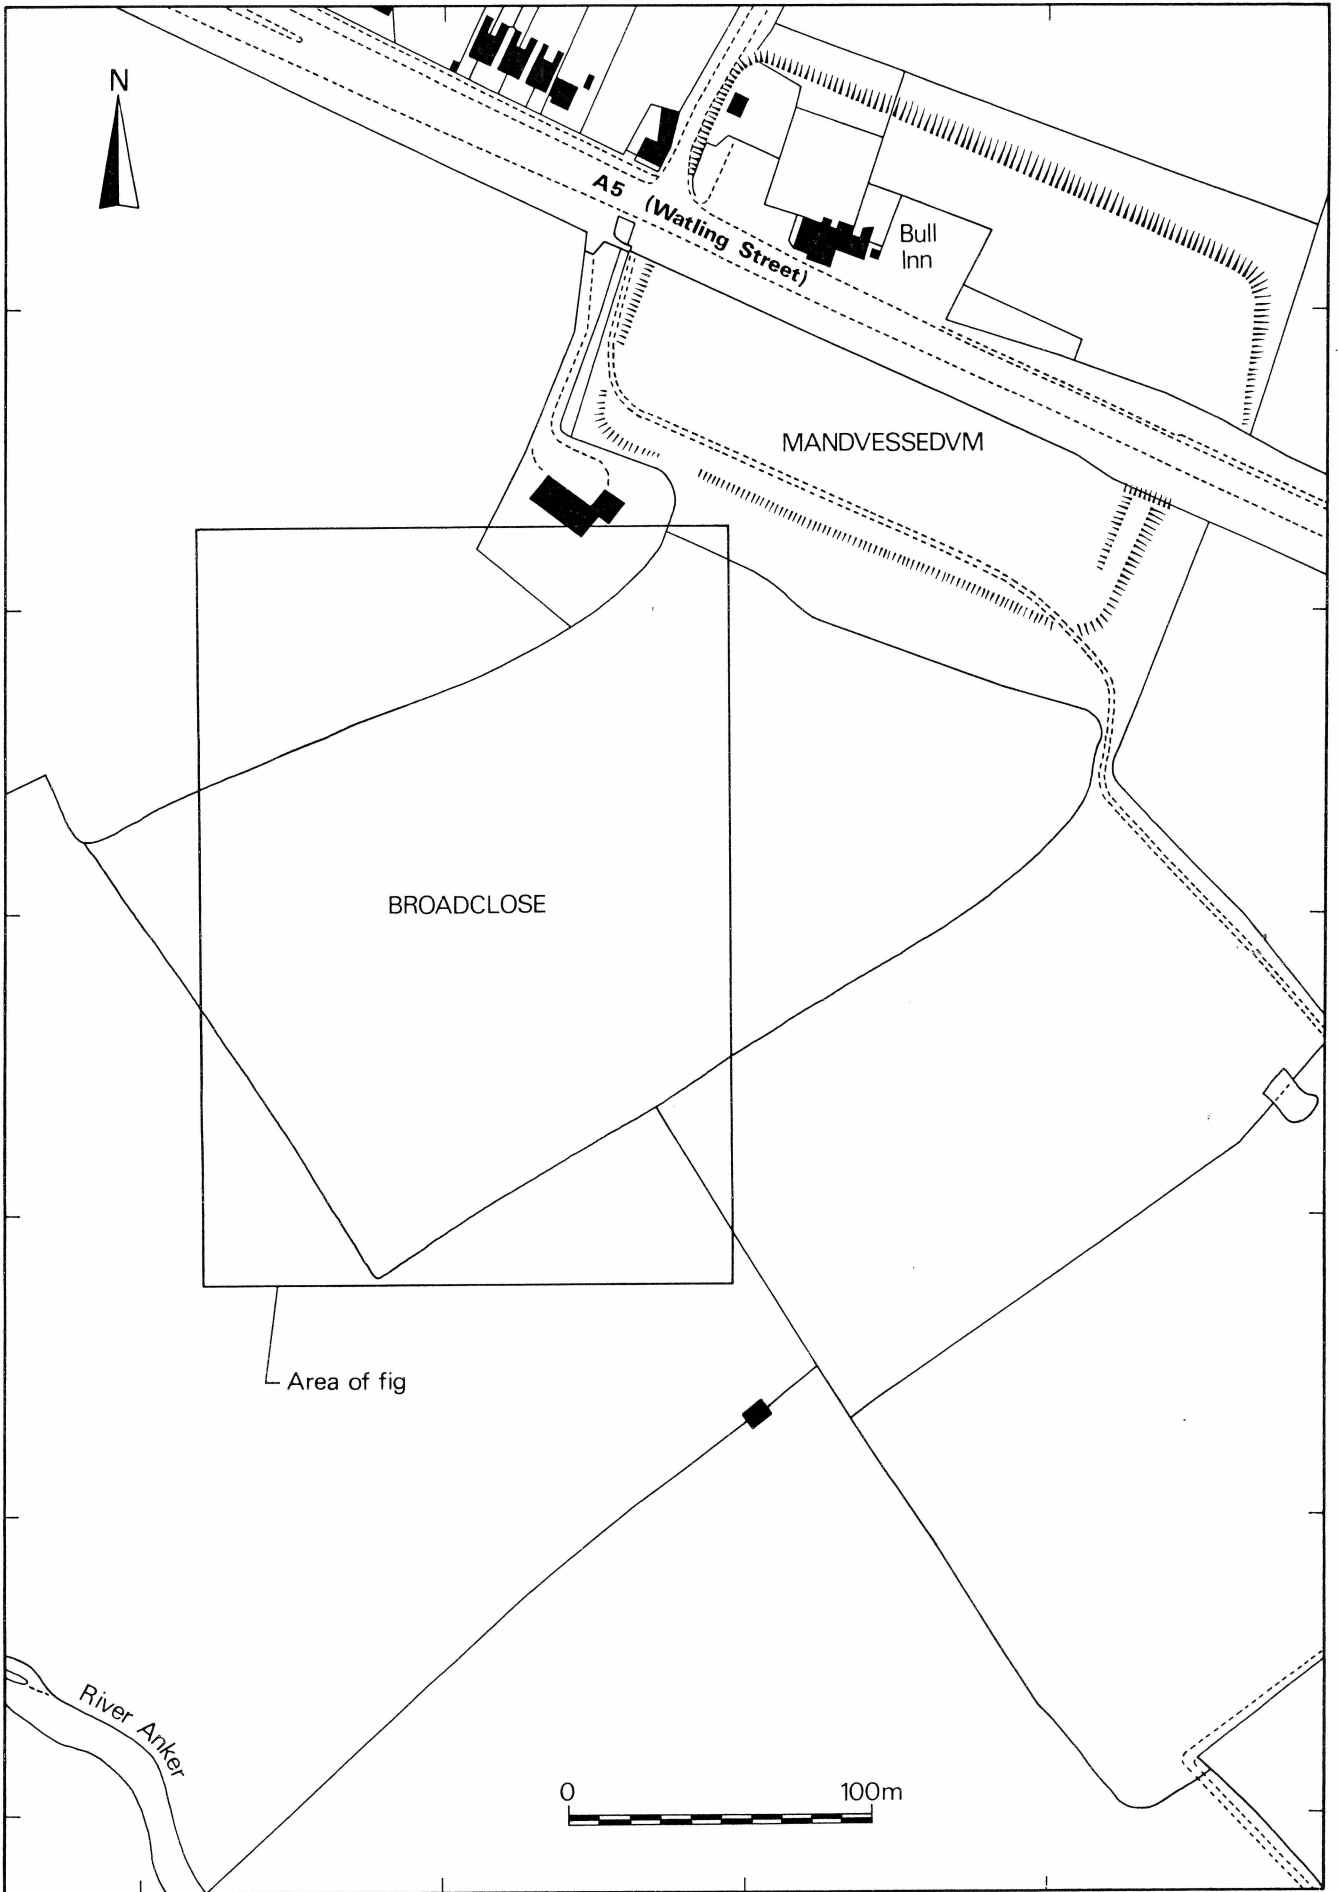 N
A5 (Watling Street)
Bull
Inn
MANDVESSEDVM
BROADCLOSE
Area of fig
River Anker
0 100m